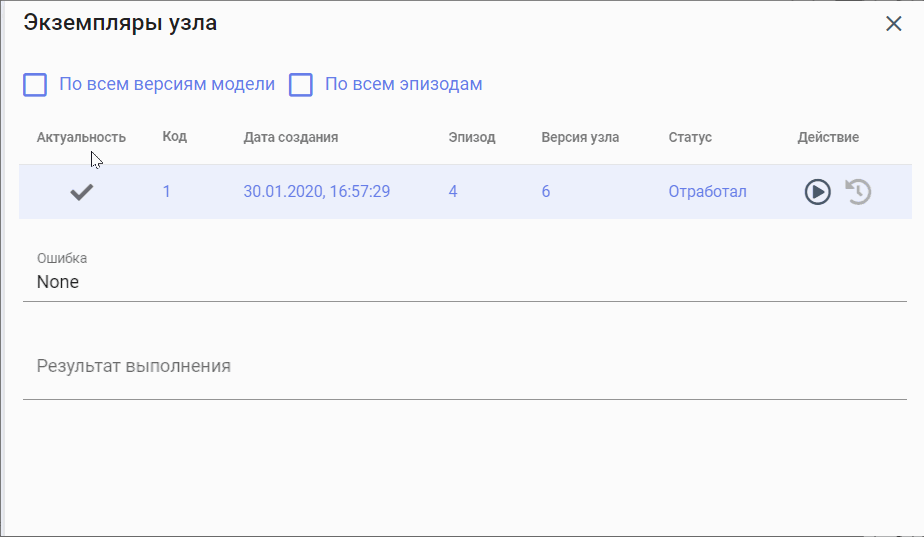 Экземпляры узла
По всем версиям модели По всем эпизодам
Актуальность Код Дата создания Эпизод Версия узла Статус Действие
1 30.01.2020, 16:57:29 4 6 Отработал
Ошибка
None
Результат выполнения